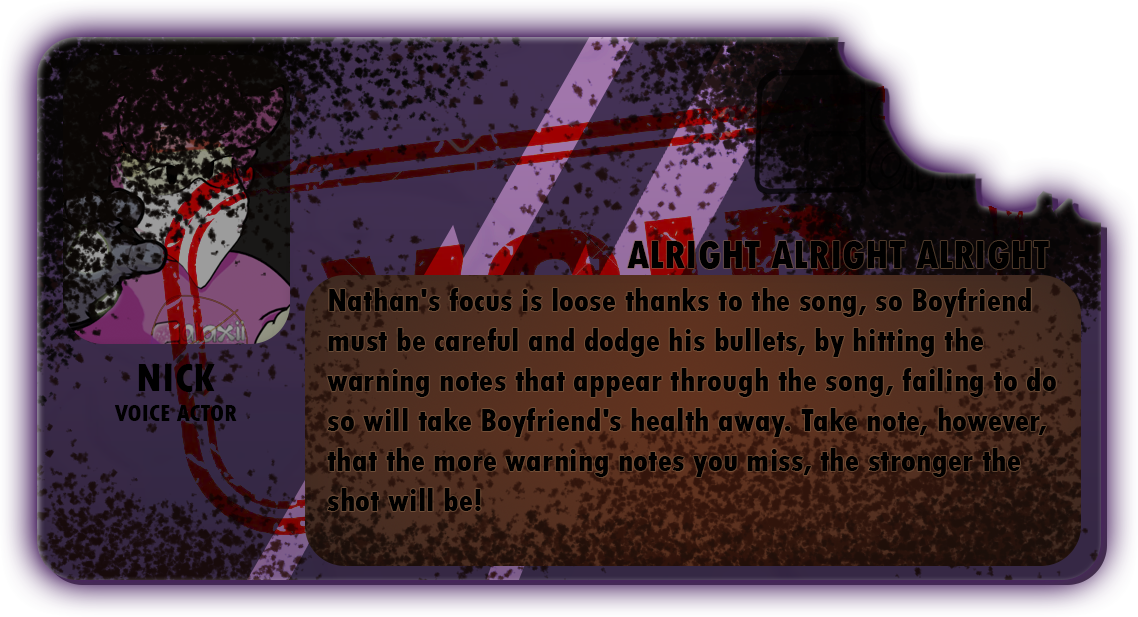 ALRIGHT ALRIGHT ALRIGHT
Nathan's focus is loose thanks to the song, so Boyfriend
must be careful and dodge his bullets, by hitting the
warning notes that appear through the song, failing to do
so will take Boyfriend's health away. Take note, however,
that the more warning notes you miss, the stronger the
shot will be!
NICK
VOICE ACTOR